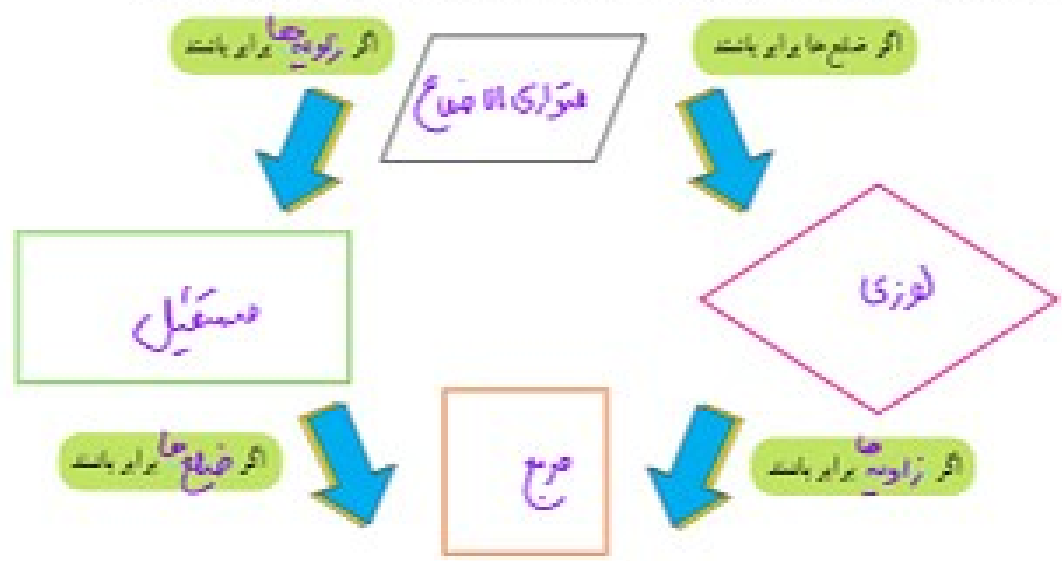 اگر ضلع‌ها برابر باشند
اگر زاویه‌ها برابر باشند
متوازی الاضلاع
لوزی
مستطیل
اگر زاویه‌ها برابر باشند
اگر ضلع‌ها برابر باشند
مربع